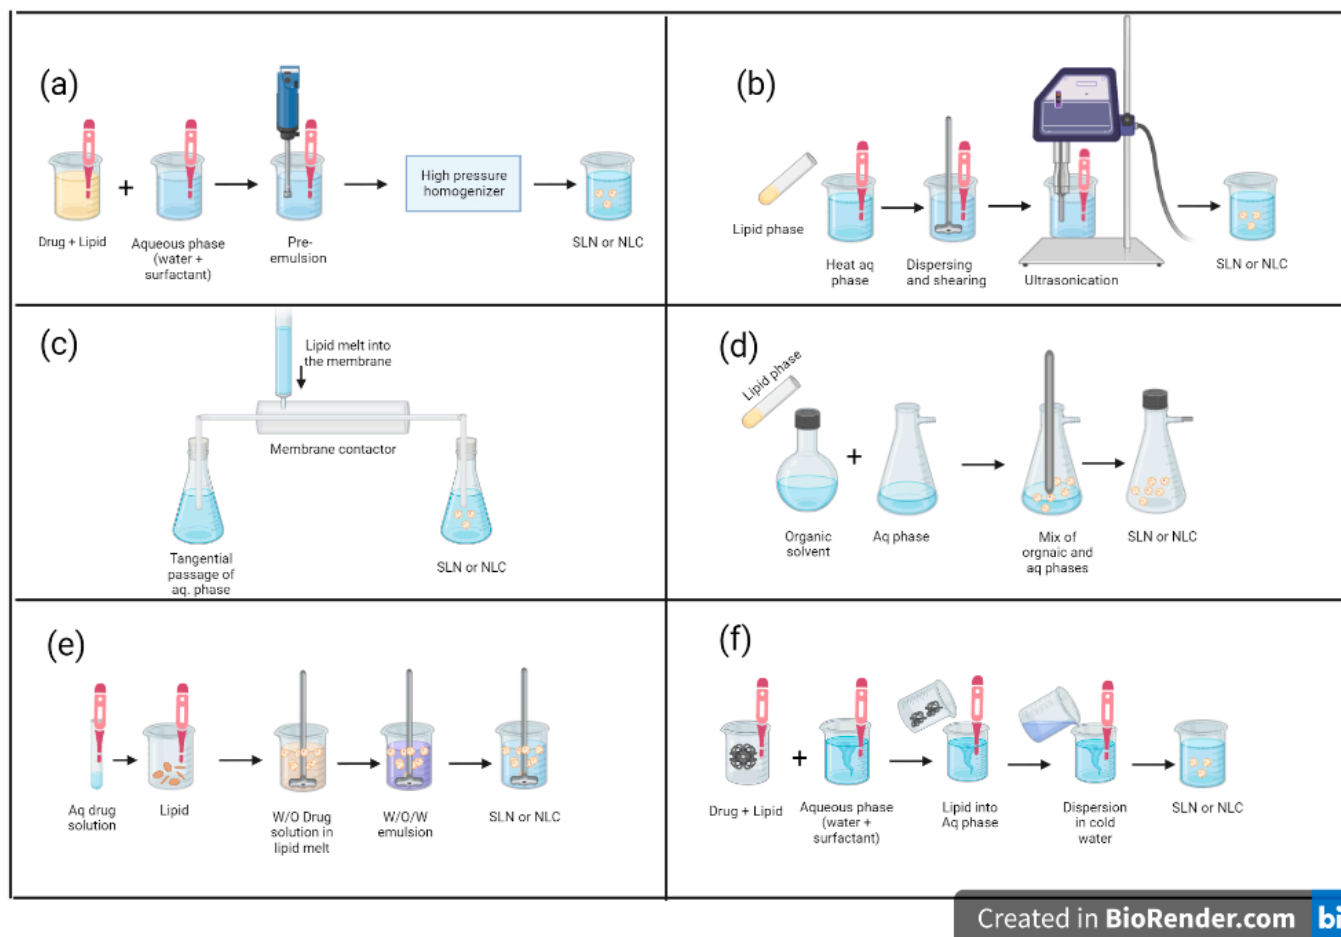 (a)
Drug + Lipid
+
Aqueous phase
(water +
surfactant)
Pre-
emulsion
High pressure
homogenizer
SLN or NLC
(b)
Lipid phase
Heat aq
phase
Dispersing
and shearing
Ultrasonication
SLN or NLC
(c)
Lipid melt into
the membrane
Membrane contactor
Tangential
passage of
aq. phase
SLN or NLC
(d)
Lipid phase
Organic
solvent
+
Aq phase
Mix of
orgnaic and
aq phases
SLN or NLC
(e)
Aq drug
solution
Lipid
W/O Drug
solution in
lipid melt
W/O/W
emulsion
SLN or NLC
(f)
Drug + Lipid
+
Aqueous phase
(water +
surfactant)
Lipid into
Aq phase
Dispersion
in cold
water
SLN or NLC
Created in BioRender.com bi